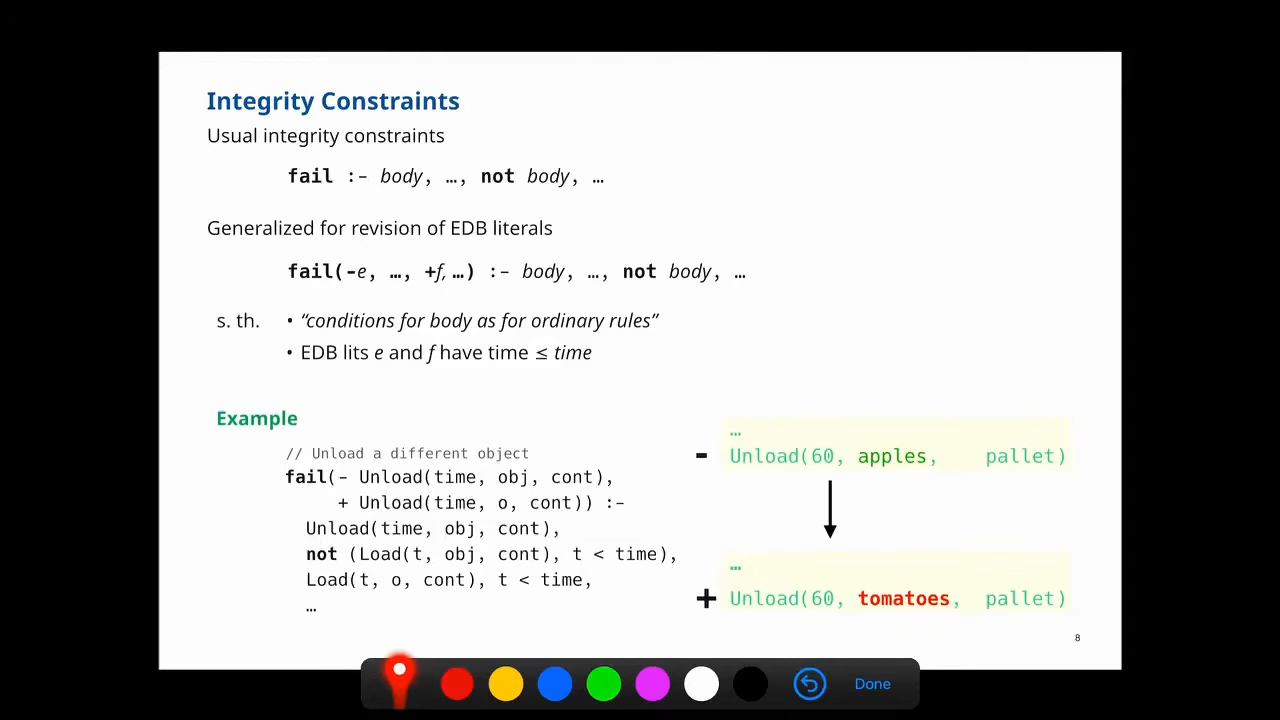 Integrity Constraints
Usual integrity constraints
fail :- body, …, not body, …
Generalized for revision of EDB literals
fail(-e, …, +f, …) :- body, …, not body, …
s. th. • “conditions for body as for ordinary rules”
• EDB lits e and f have time ≤ time
Example
// Unload a different object
fail(- Unload(time, obj, cont),
+ Unload(time, o, cont)) :-
Unload(time, obj, cont),
not (Load(t, obj, cont), t < time),
Load(t, o, cont), t < time,
…
…
- Unload(60, apples, pallet)
…
+ Unload(60, tomatoes, pallet)
8
Done